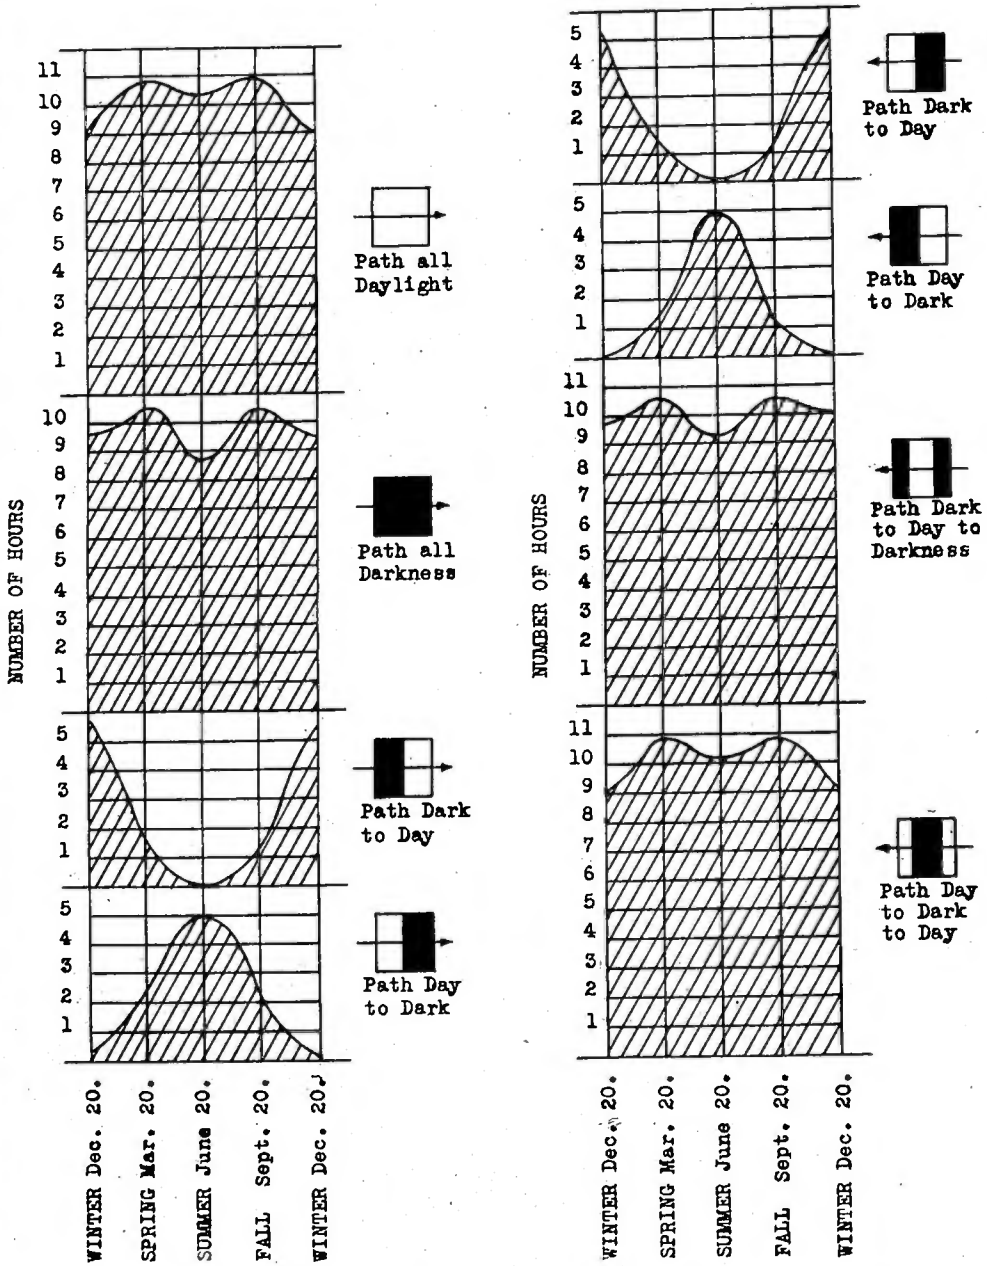 NUMBER OF HOURS
11
10
9
8
7
6
5
4
3
2
1
Path all
Daylight
10
9
8
7
6
5
4
3
2
1
Path all
Darkness
5
4
3
2
1
Path Dark
to Day
5
4
3
2
1
Path Day
to Dark
WINTER Dec. 20.
SPRING Mar. 20.
SUMMER June 20.
FALL Sept. 20.
WINTER Dec. 20.
NUMBER OF HOURS
5
4
3
2
1
Path Dark
to Day
5
4
3
2
1
Path Day
to Dark
11
10
9
8
7
6
5
4
3
2
1
Path Dark
to Day to
Darkness
11
10
9
8
7
6
5
4
3
2
1
Path Day
to Dark
to Day
WINTER Dec. 20.
SPRING Mar. 20.
SUMMER June 20.
FALL Sept. 20.
WINTER Dec. 20.